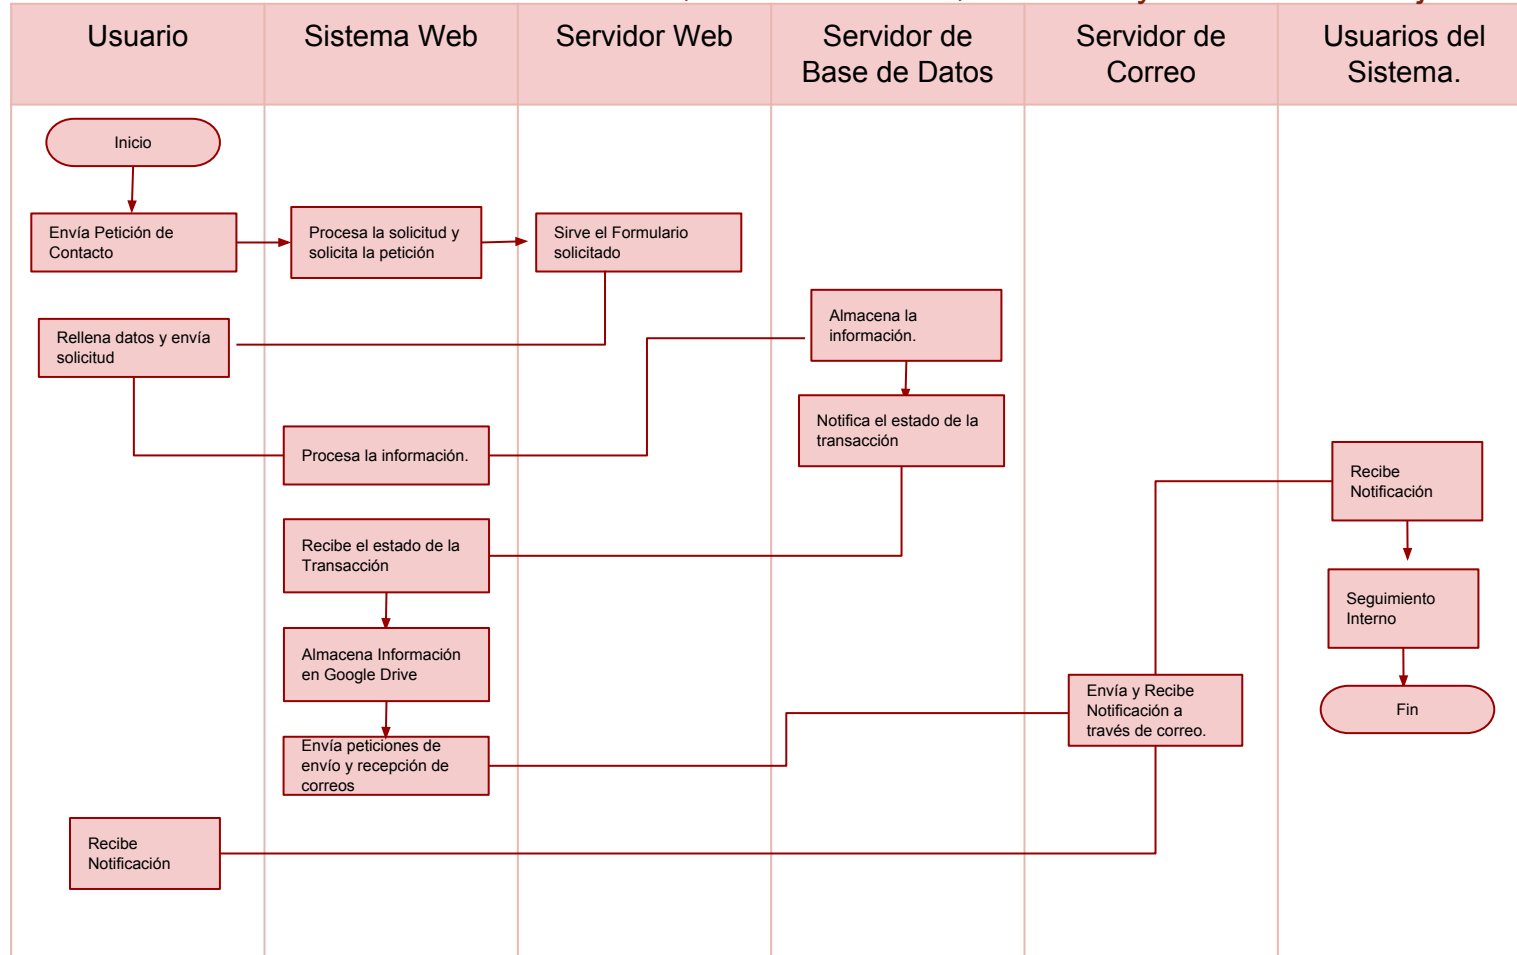 Usuario
Sistema Web
Servidor Web
Servidor de
Base de Datos
Servidor de
Correo
Usuarios del
Sistema.
Inicio
Envía Petición de
Contacto
Procesa la solicitud y
solicita la petición
Sirve el Formulario
solicitado
Rellena datos y envía
solicitud
Almacena la
información.
Notifica el estado de la
transacción
Procesa la información.
Recibe
Notificación
Recibe el estado de la
Transacción
Seguimiento
Interno
Almacena Información
en Google Drive
Envía y Recibe
Notificación a
través de correo.
Fin
Envía peticiones de
envío y recepción de
correos
Recibe
Notificación